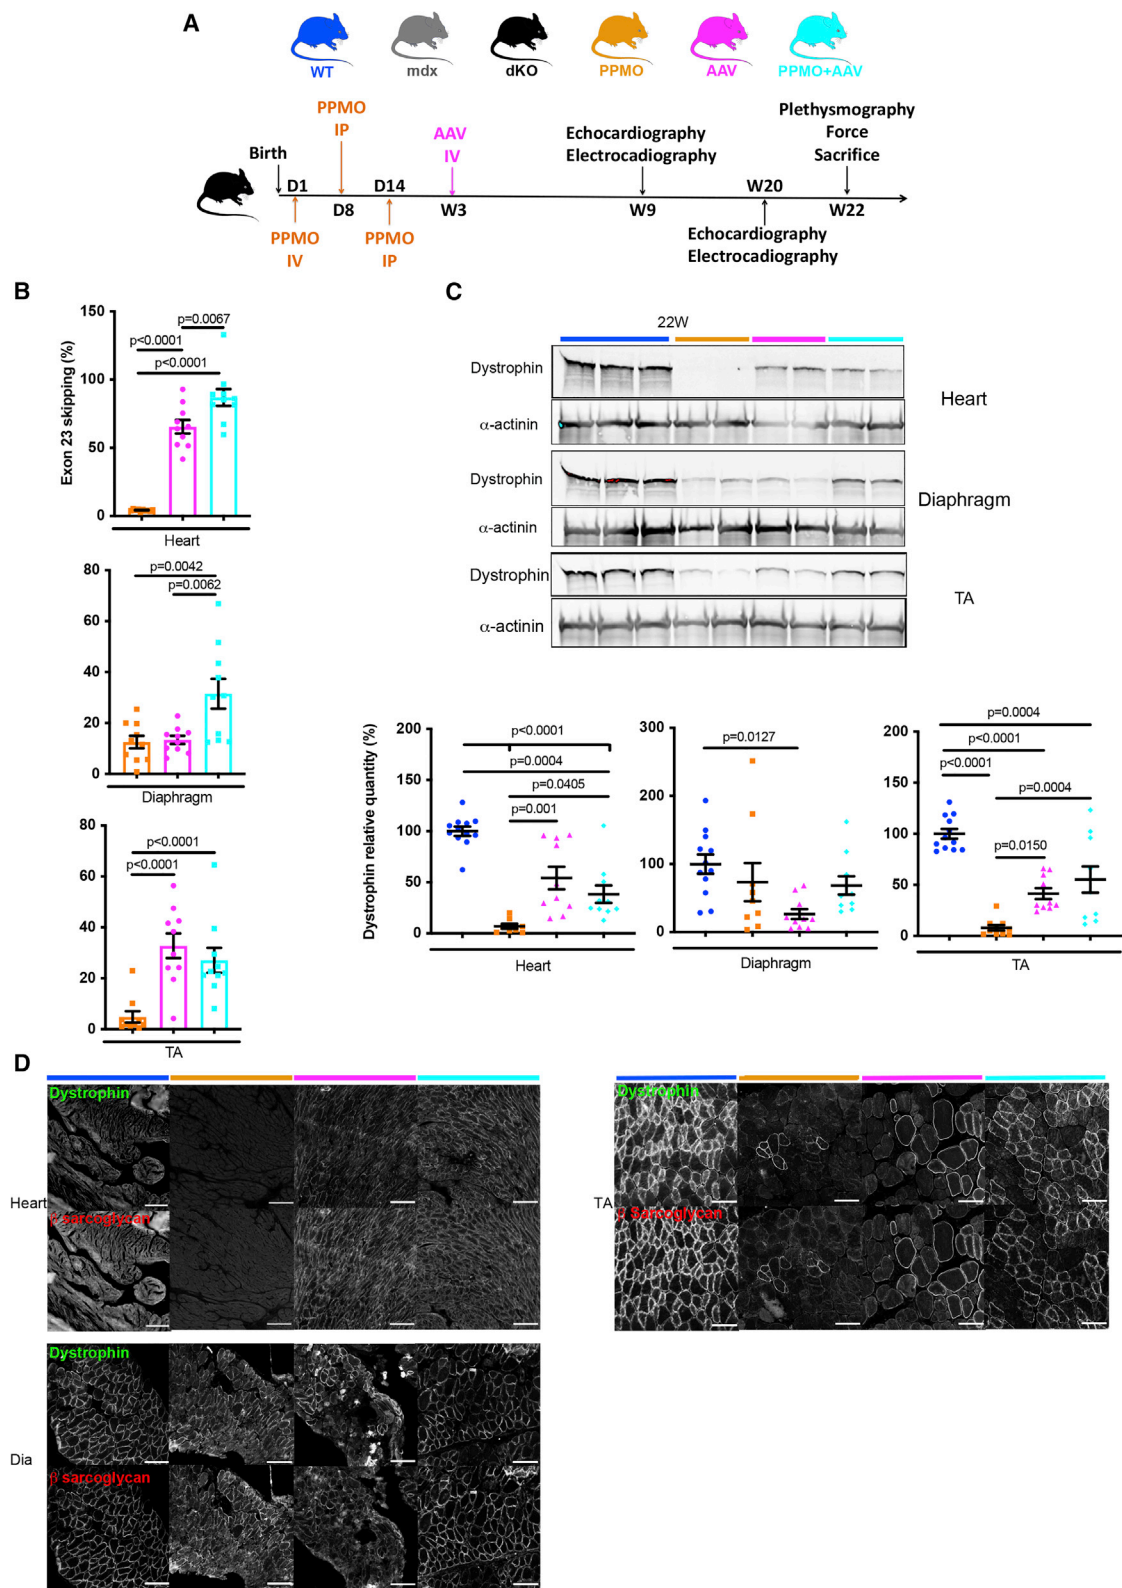 A
WT
mdx
dKO
PPMO
AAV
PPMO+AAV
PPMO
IP
AAV
IV
Echocardiography
Electrocadiography
Plethysmography
Force
Sacrifice
Birth
D1
D14
W20
D8
W3
W9
W22
PPMO
IV
PPMO
IP
Echocardiography
Electrocadiography
B
Exon 23 skipping (%)
150
100
50
0
p=0.0067
p<0.0001
p<0.0001
Heart
80
60
40
20
0
p=0.0042
p=0.0062
Diaphragm
80
60
40
20
0
p<0.0001
p<0.0001
TA
C
22W
Dystrophin
α-actinin
Heart
Dystrophin
α-actinin
Diaphragm
Dystrophin
α-actinin
TA
Dystrophin relative quantity (%)
200
150
100
50
0
p<0.0001
p=0.0004
p=0.0405
p=0.001
Heart
300
200
100
0
p=0.0127
Diaphragm
200
150
100
50
0
p=0.0004
p<0.0001
p<0.0001
p=0.0004
p=0.0150
TA
D
Dystrophin
Heart
β sarcoglycan
Dystrophin
TA
β Sarcoglycan
Dystrophin
Dia
β sarcoglycan